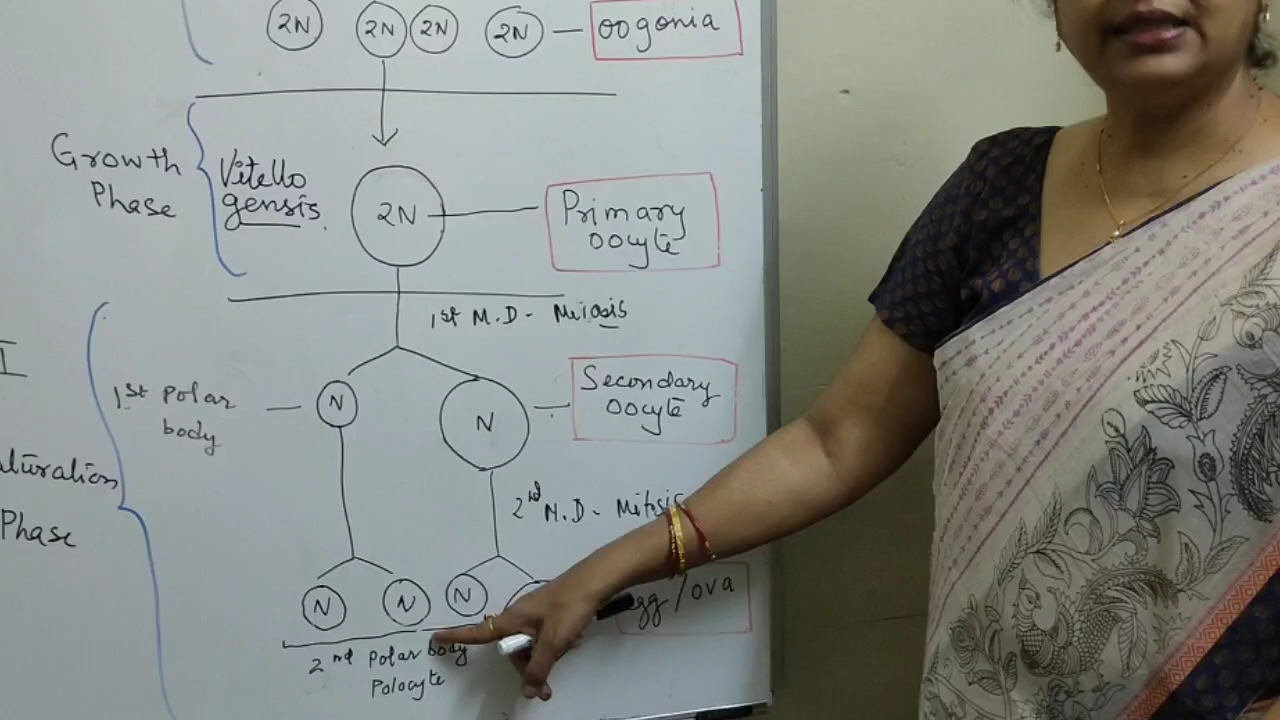 2N 2N 2N 2N — oogonia
Growth
Phase
Vitello
gensis.
2N
Primary
oocyte
1st M.D - Meiosis
I
1st Polar
body
N
N
Secondary
oocyte
Phase
2nd M.D - Mitosis
N N N
egg / ova
2nd Polar body
Polocyte